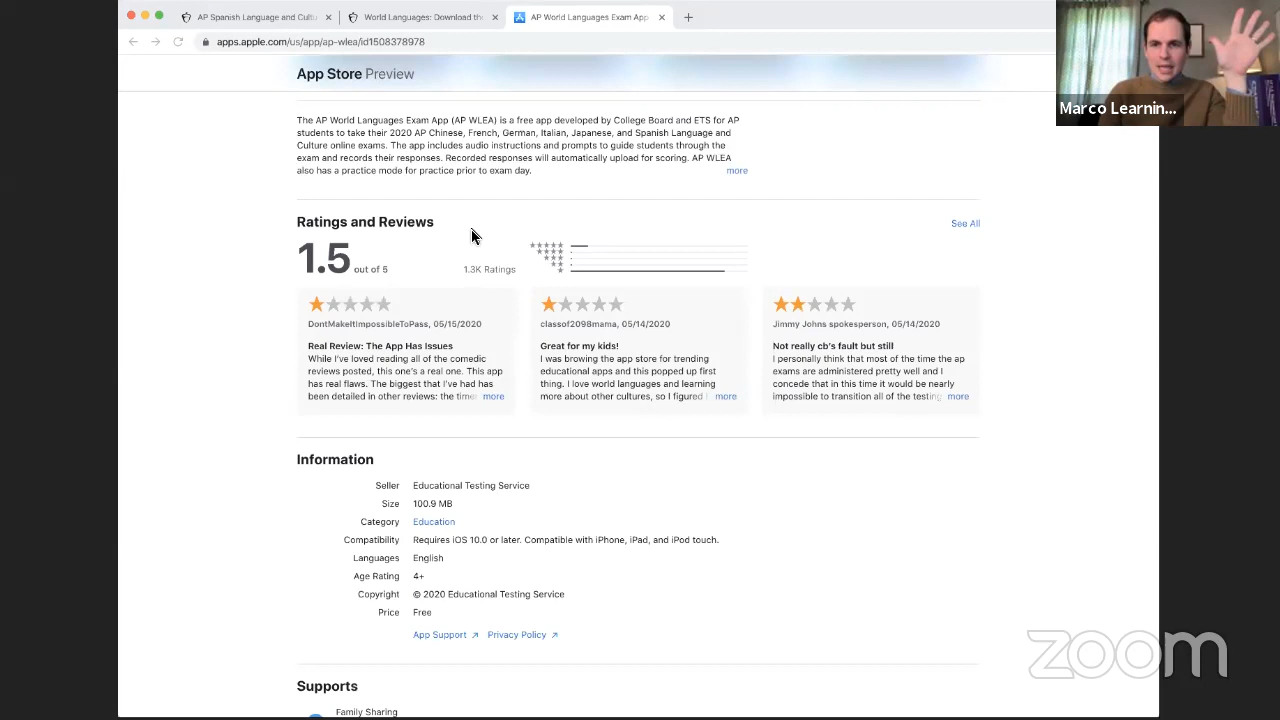 AP Spanish Language and Cultu
World Languages: Download th
AP World Languages Exam App
apps.apple.com/us/app/ap-wlea/id1508378978
App Store Preview
Marco Learnin...
The AP World Languages Exam App (AP WLEA) is a free app developed by College Board and ETS for AP
students to take their 2020 AP Chinese, French, German, Italian, Japanese, and Spanish Language and
Culture online exams. The app includes audio instructions and prompts to guide students through the
exam and records their responses. Recorded responses will automatically upload for scoring. AP WLEA
also has a practice mode for practice prior to exam day. more
Ratings and Reviews See All
1.5 out of 5 1.3K Ratings
DontMakeItImpossibleToPass, 05/15/2020
Real Review: The App Has Issues
While I've loved reading all of the comedic
reviews posted, this one's a real one. This app
has real flaws. The biggest that I've had has
been detailed in other reviews: the time more
classof2098mama, 05/14/2020
Great for my kids!
I was browing the app store for trending
educational apps and this popped up first
thing. I love world languages and learning
more about other cultures, so I figured I more
Jimmy Johns spokesperson, 05/14/2020
Not really cb's fault but still
I personally think that most of the time the ap
exams are administered pretty well and I
concede that in this time it would be nearly
impossible to transition all of the testing more
Information
Seller Educational Testing Service
Size 100.9 MB
Category Education
Compatibility Requires iOS 10.0 or later. Compatible with iPhone, iPad, and iPod touch.
Languages English
Age Rating 4+
Copyright © 2020 Educational Testing Service
Price Free
App Support Privacy Policy
zoom
Supports
Family Sharing